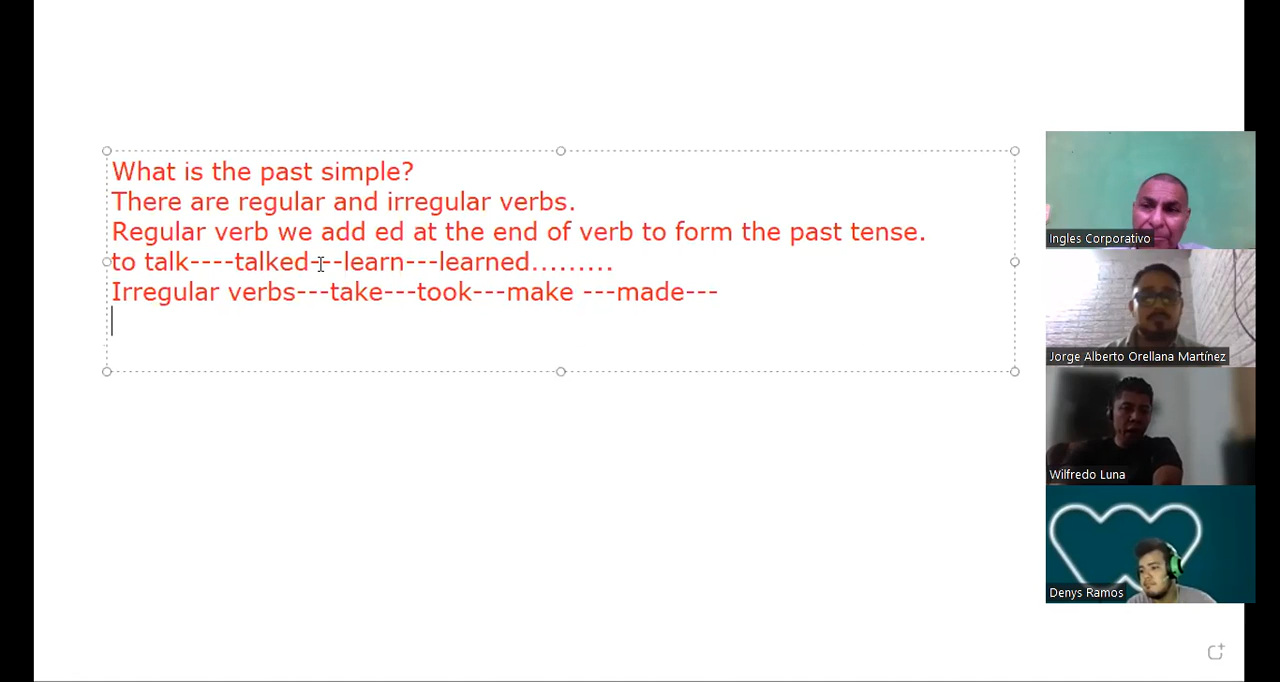 What is the past simple?
There are regular and irregular verbs.
Regular verb we add ed at the end of verb to form the past tense.
to talk----talked---learn---learned.........
Irregular verbs---take---took---make ---made---
Ingles Corporativo
Jorge Alberto Orellana Martínez
Wilfredo Luna
Denys Ramos